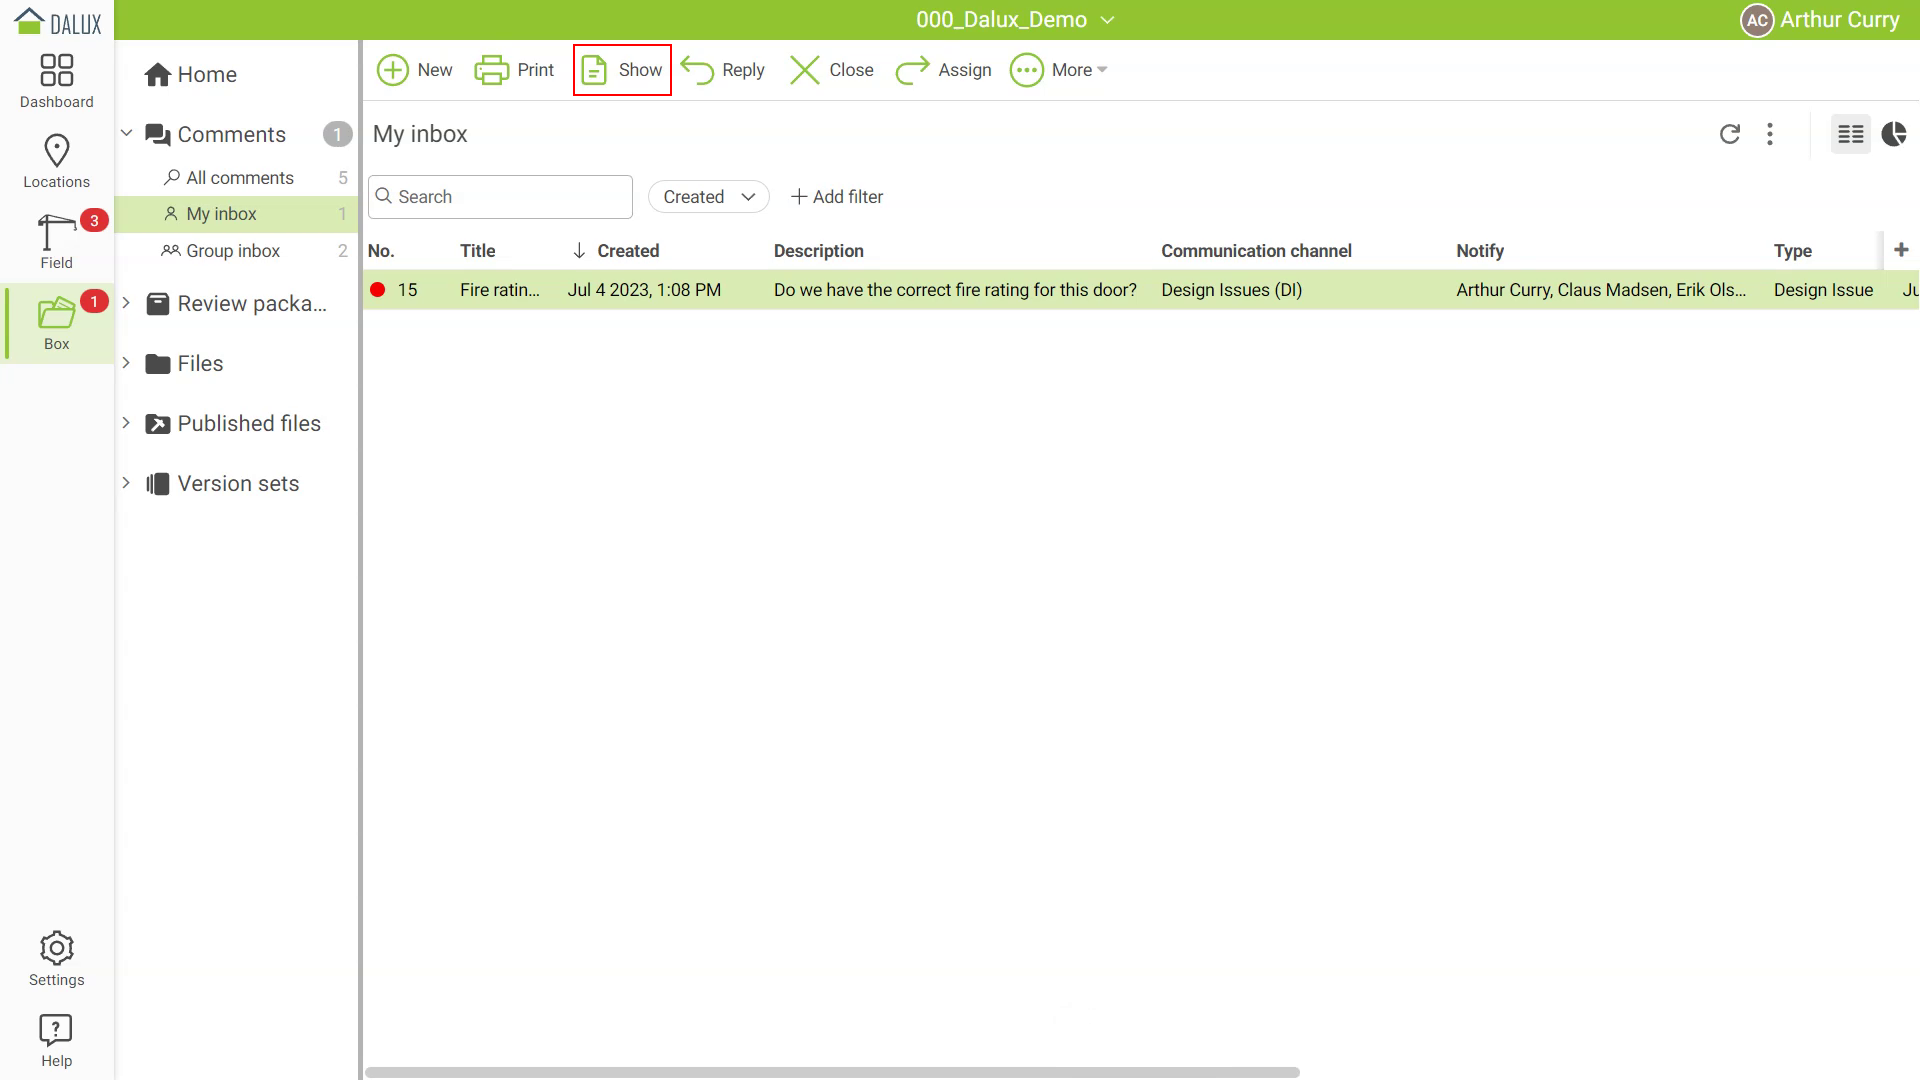 DALUX
000_Dalux_Demo
AC Arthur Curry
Dashboard
Locations
3
Field
1
Box
Settings
Help
Home
Comments 1
All comments 5
My inbox 1
Group inbox 2
Review packa...
Files
Published files
Version sets
New Print Show Reply Close Assign More
My inbox
Search Created Add filter
No. Title Created Description Communication channel Notify Type
15 Fire ratin... Jul 4 2023, 1:08 PM Do we have the correct fire rating for this door? Design Issues (DI) Arthur Curry, Claus Madsen, Erik Ols... Design Issue Ju